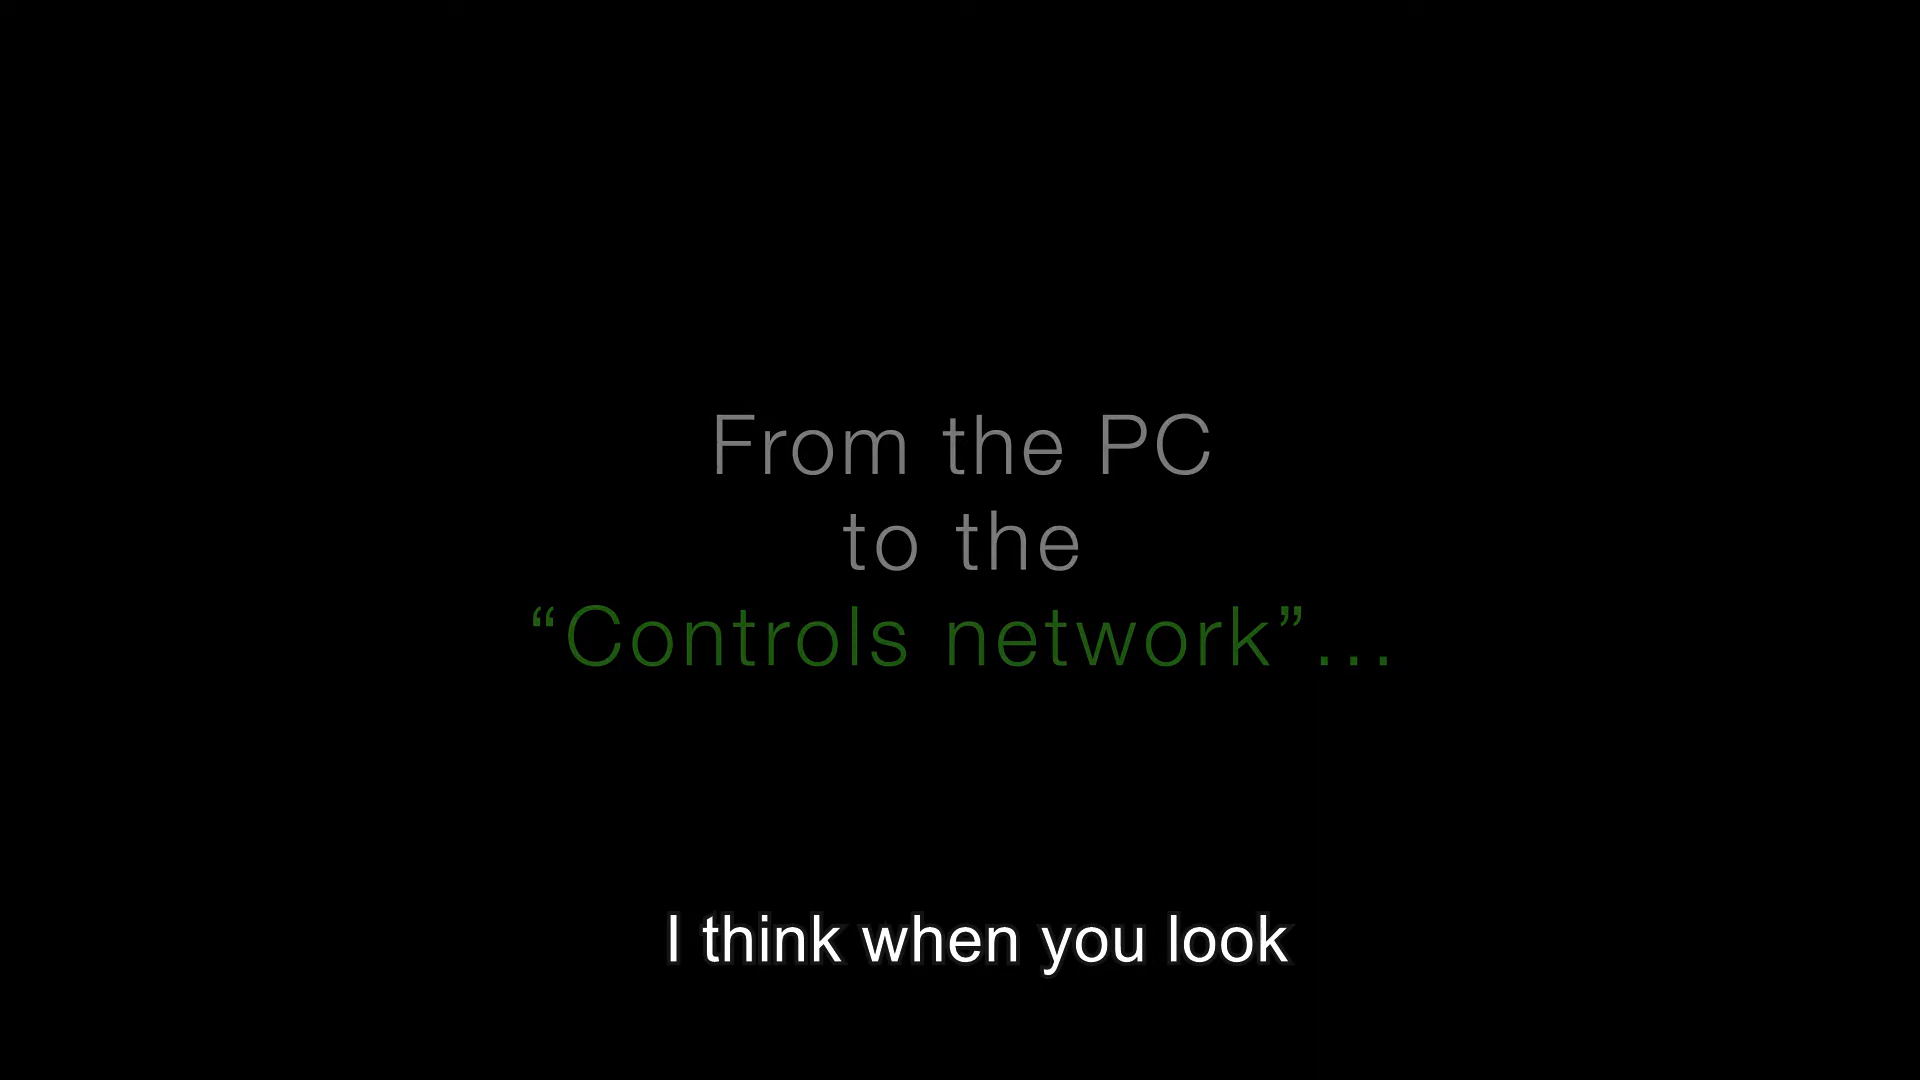 From the PC
to the
“Controls network”...
I think when you look